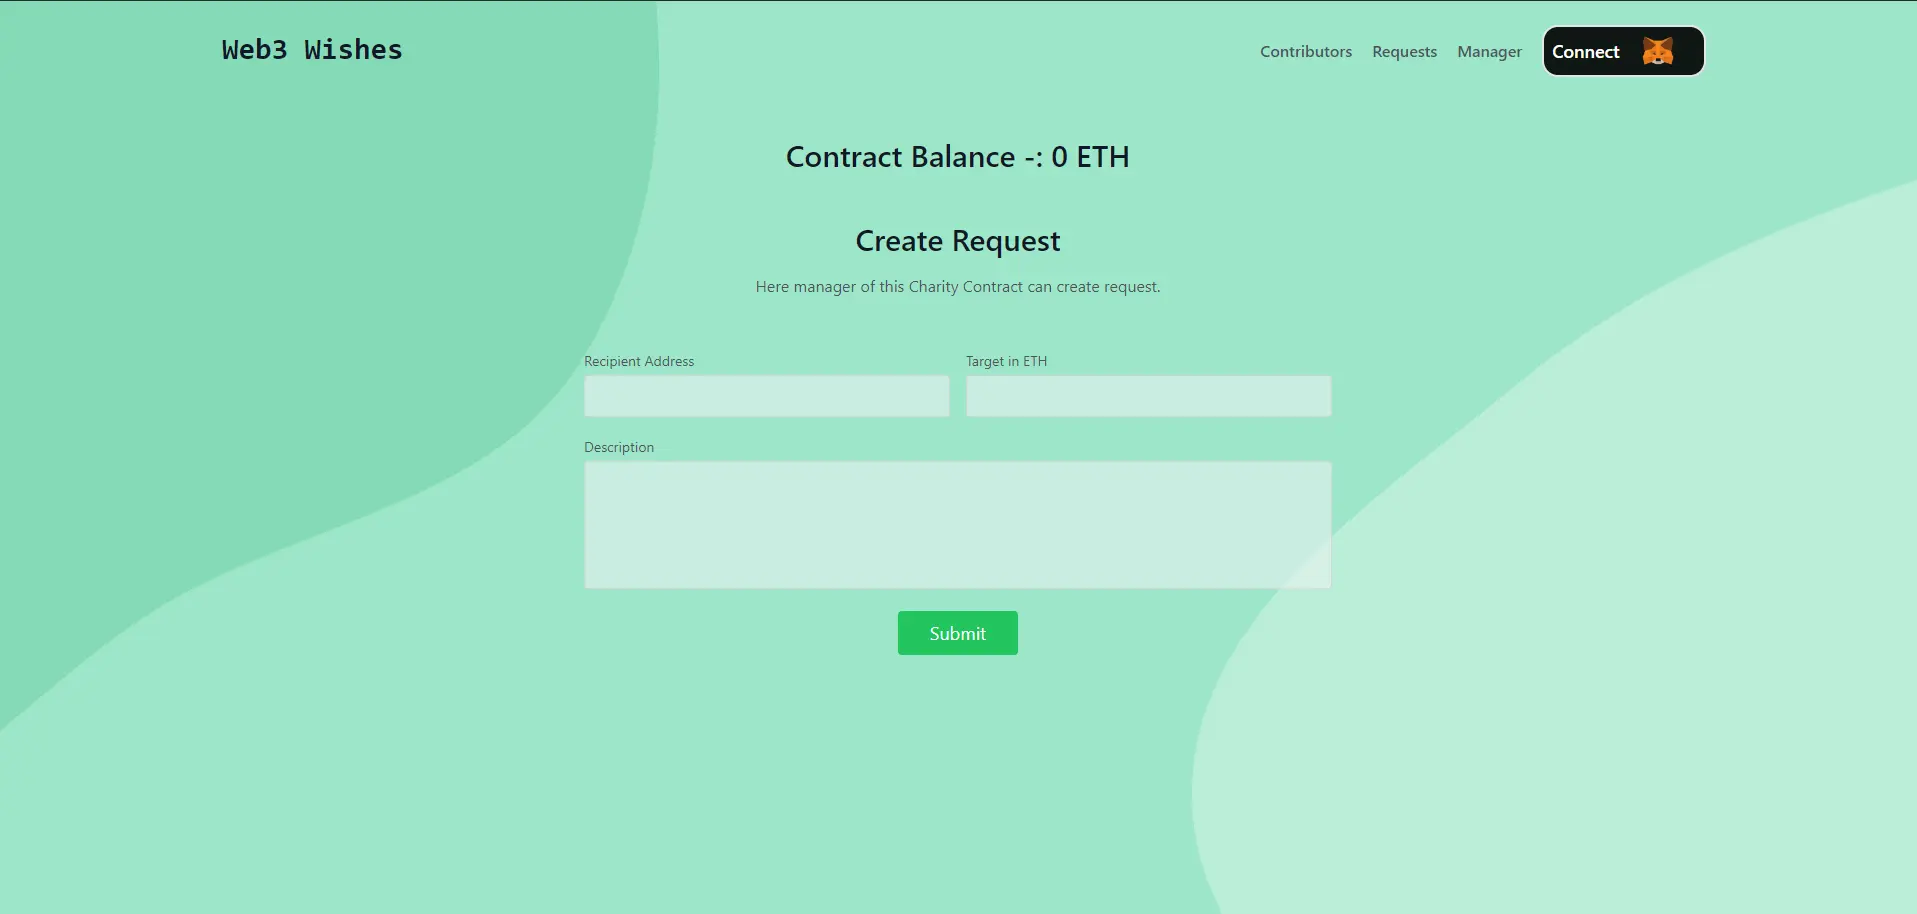 Web3 Wishes
Contributors Requests Manager Connect
Contract Balance -: 0 ETH
Create Request
Here manager of this Charity Contract can create request.
Recipient Address Target in ETH
Description
Submit